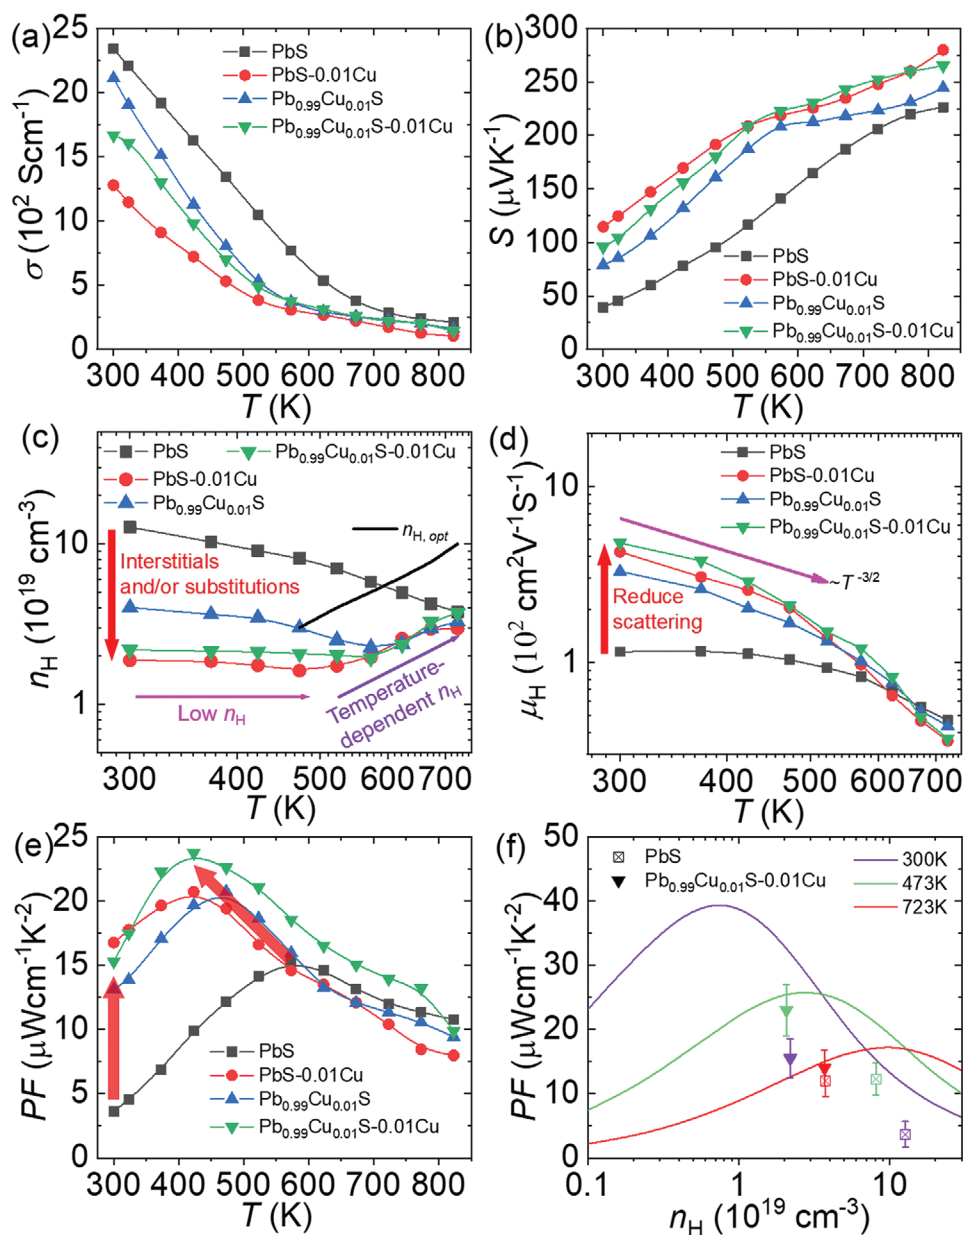 (a)
25
20
15
10
5
0
σ (10² Scm⁻¹)
PbS
PbS-0.01Cu
Pb₀.₉₉Cu₀.₀₁S
Pb₀.₉₉Cu₀.₀₁S-0.01Cu
300 400 500 600 700 800
T (K)
(b)
300
250
200
150
100
50
0
S (μVK⁻¹)
PbS
PbS-0.01Cu
Pb₀.₉₉Cu₀.₀₁S
Pb₀.₉₉Cu₀.₀₁S-0.01Cu
300 400 500 600 700 800
T (K)
(c)
10
1
n_H (10¹⁹ cm⁻³)
PbS
Pb₀.₉₉Cu₀.₀₁S-0.01Cu
PbS-0.01Cu
Pb₀.₉₉Cu₀.₀₁S
n_H, opt
Interstitials
and/or substitutions
Low n_H
Temperature-
dependent n_H
300 400 500 600 700
T (K)
(d)
10
1
μ_H (10² cm²V⁻¹S⁻¹)
PbS
PbS-0.01Cu
Pb₀.₉₉Cu₀.₀₁S
Pb₀.₉₉Cu₀.₀₁S-0.01Cu
~T⁻³/²
Reduce
scattering
300 400 500 600 700
T (K)
(e)
25
20
15
10
5
0
PF (μWcm⁻¹K⁻²)
PbS
PbS-0.01Cu
Pb₀.₉₉Cu₀.₀₁S
Pb₀.₉₉Cu₀.₀₁S-0.01Cu
300 400 500 600 700 800
T (K)
(f)
50
40
30
20
10
0
PF (μWcm⁻¹K⁻²)
PbS
Pb₀.₉₉Cu₀.₀₁S-0.01Cu
300K
473K
723K
0.1 1 10
n_H (10¹⁹ cm⁻³)